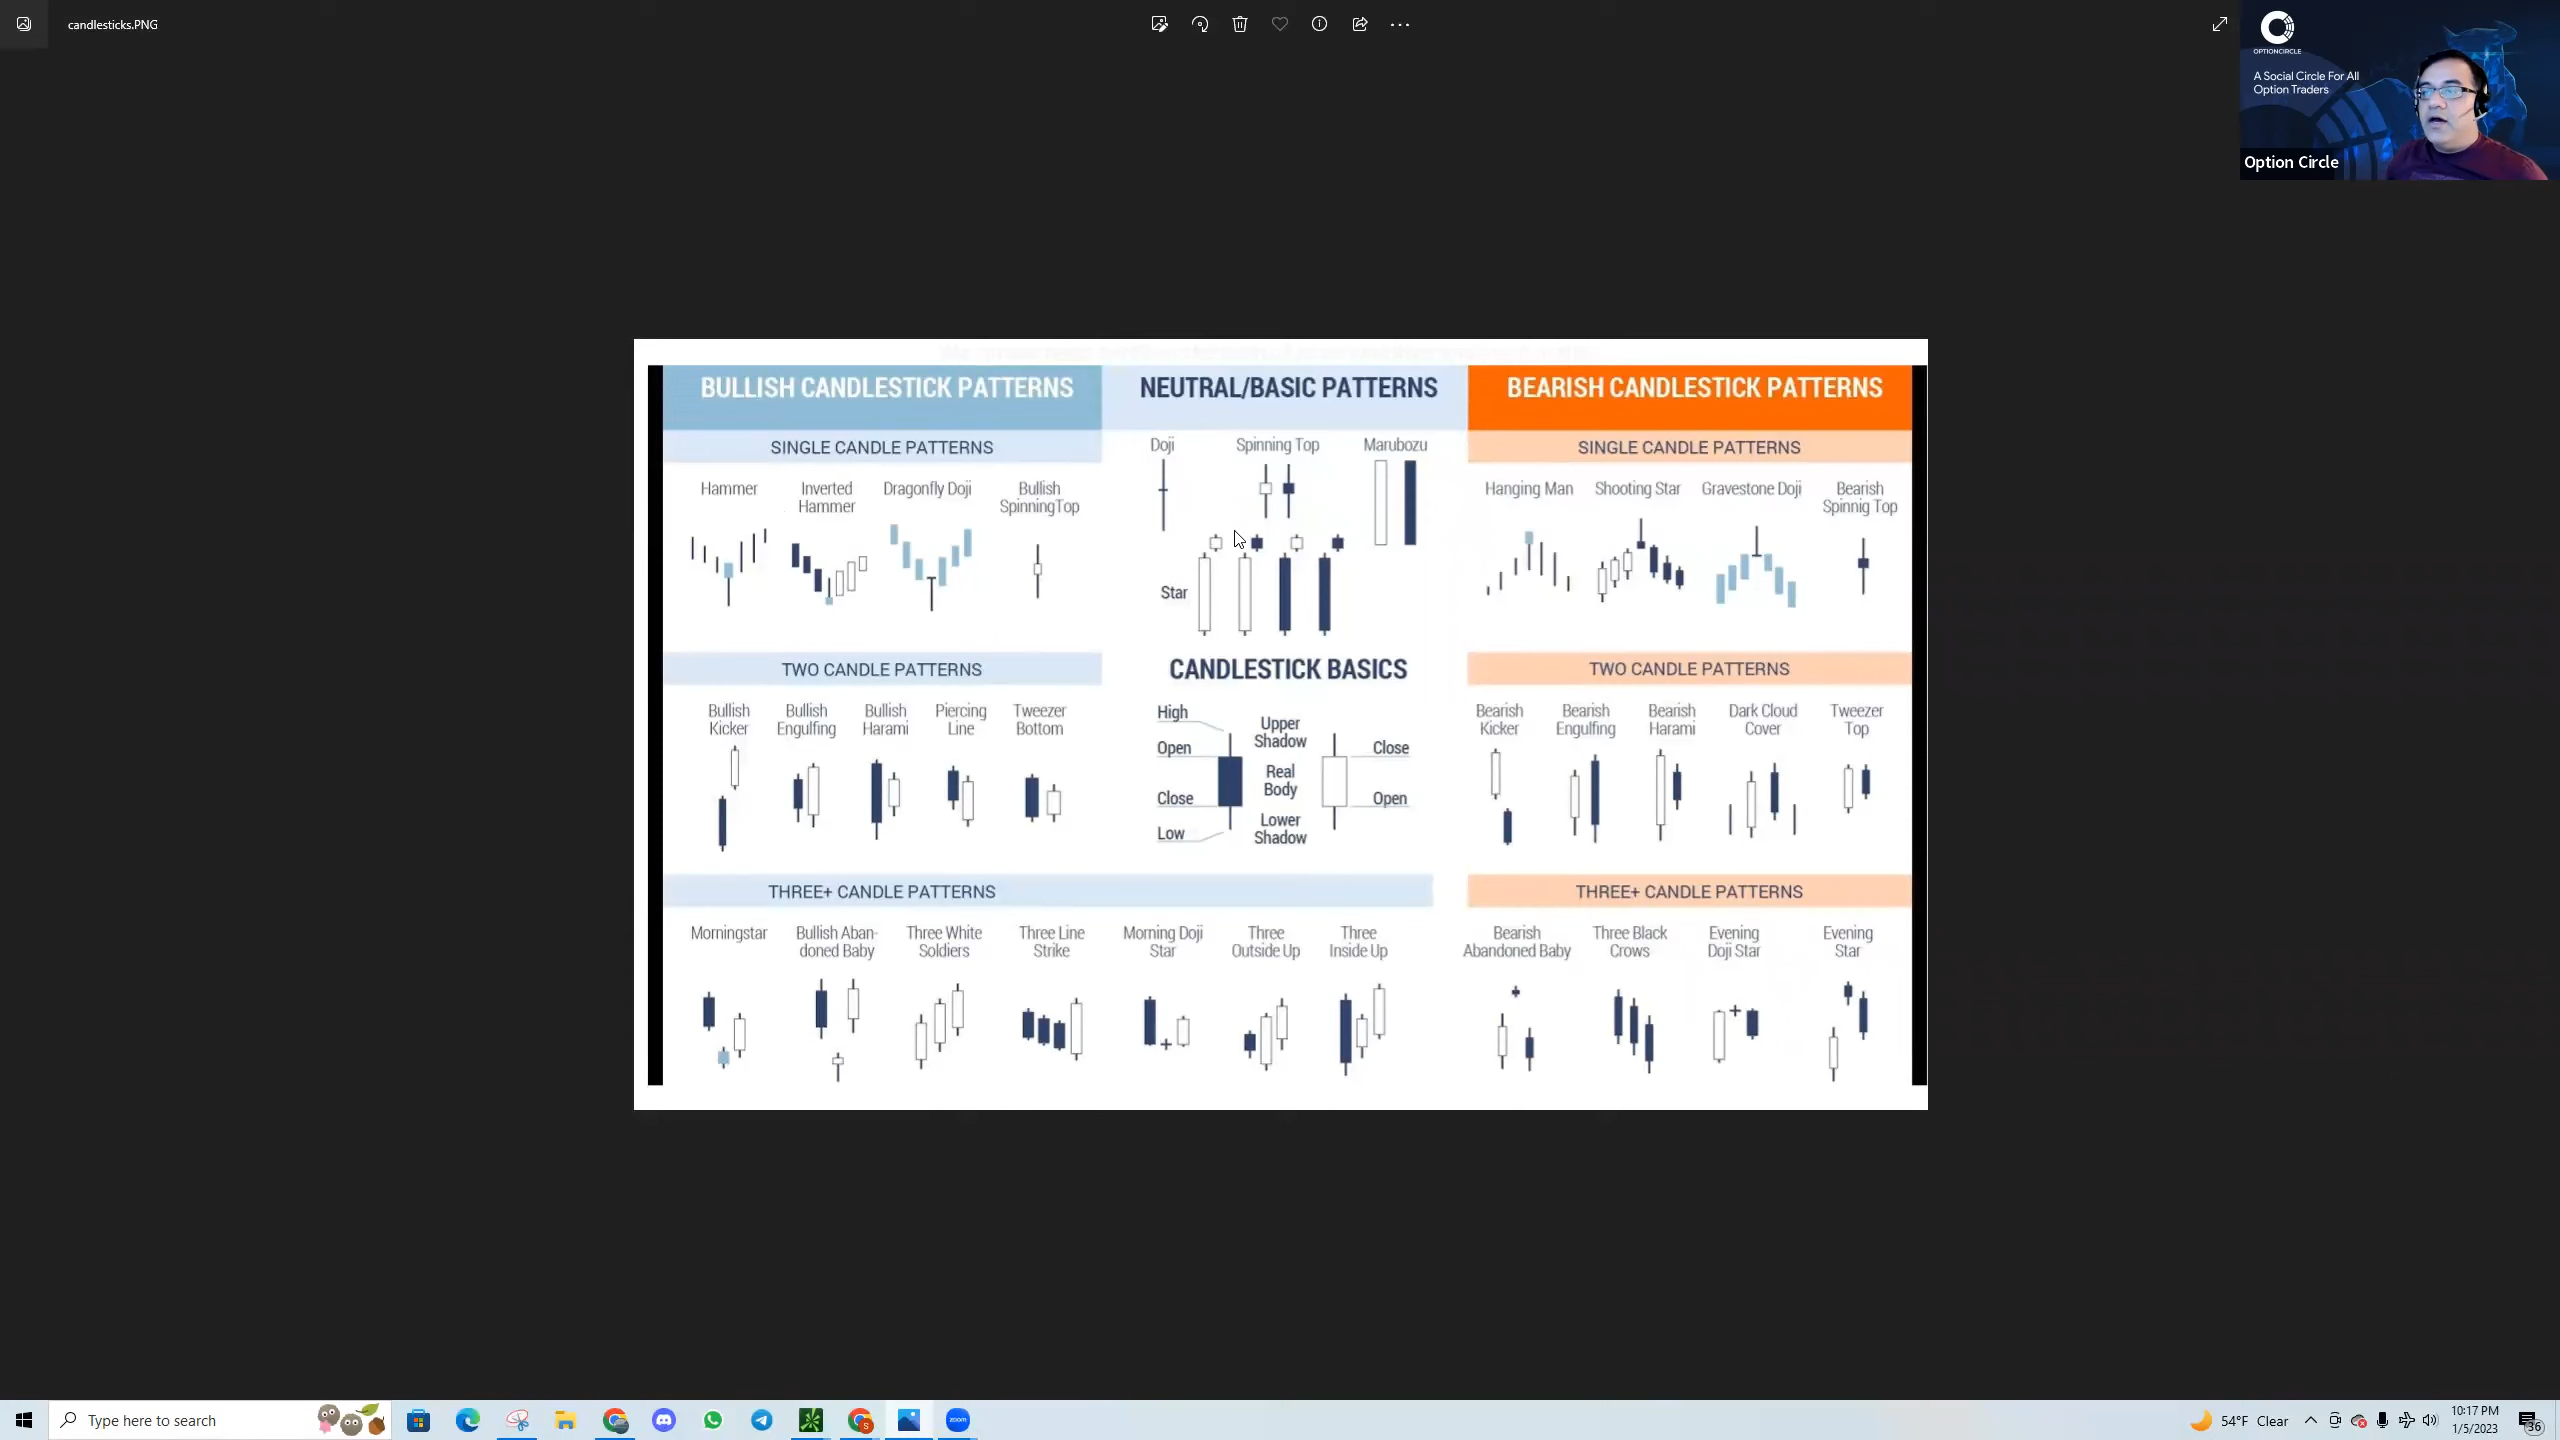 candlesticks.PNG
OPTIONCIRCLE
A Social Circle For All
Option Traders
Option Circle
BULLISH CANDLESTICK PATTERNS
SINGLE CANDLE PATTERNS
Hammer
Inverted
Hammer
Dragonfly Doji
Bullish
SpinningTop
TWO CANDLE PATTERNS
Bullish
Kicker
Bullish
Engulfing
Bullish
Harami
Piercing
Line
Tweezer
Bottom
NEUTRAL/BASIC PATTERNS
Doji
Spinning Top
Marubozu
Star
CANDLESTICK BASICS
High
Open
Close
Low
Upper
Shadow
Real
Body
Lower
Shadow
Close
Open
THREE+ CANDLE PATTERNS
Morningstar
Bullish Aban-
doned Baby
Three White
Soldiers
Three Line
Strike
Morning Doji
Star
Three
Outside Up
Three
Inside Up
BEARISH CANDLESTICK PATTERNS
SINGLE CANDLE PATTERNS
Hanging Man
Shooting Star
Gravestone Doji
Bearish
Spinnig Top
TWO CANDLE PATTERNS
Bearish
Kicker
Bearish
Engulfing
Bearish
Harami
Dark Cloud
Cover
Tweezer
Top
THREE+ CANDLE PATTERNS
Bearish
Abandoned Baby
Three Black
Crows
Evening
Doji Star
Evening
Star
Type here to search
zoom
54°F Clear
10:17 PM
1/5/2023
36